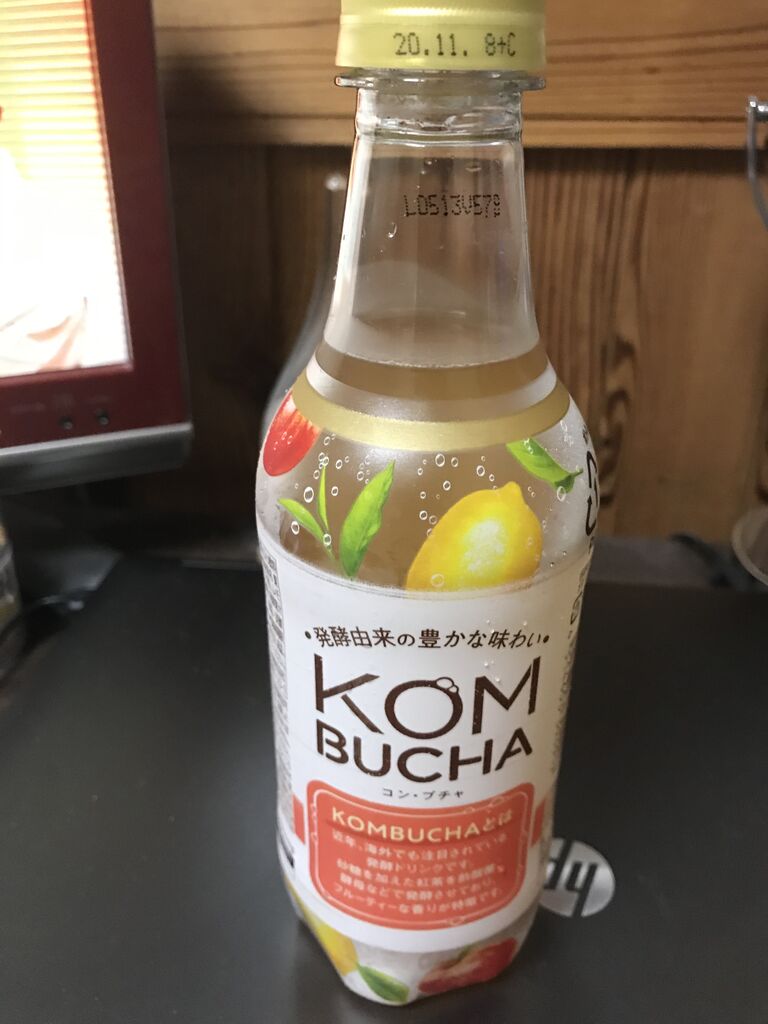 20.11. 8+C
L0513V578
•発酵由来の豊かな味わい•
KOM
BUCHA
コン・ブチャ
KOMBUCHAとは
近年、海外でも注目されている
発酵ドリンクです。
砂糖を加えた紅茶を酢酸菌、
酵母などで発酵させており、
フルーティーな香りが特徴です。
hp